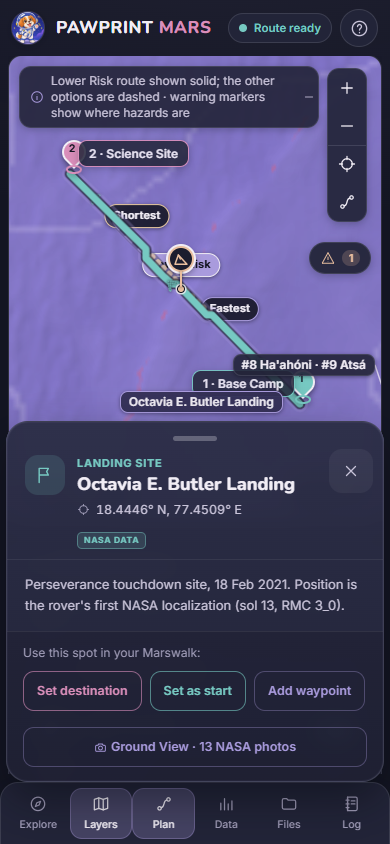 PAWPRINT MARS
Route ready
Lower Risk route shown solid; the other
options are dashed · warning markers
show where hazards are
2
2 · Science Site
Shortest
1
Fastest
#8 Ha'ahóni · #9 Atsá
1 · Base Camp
Octavia E. Butler Landing
LANDING SITE
Octavia E. Butler Landing
18.4446° N, 77.4509° E
NASA DATA
Perseverance touchdown site, 18 Feb 2021. Position is
the rover's first NASA localization (sol 13, RMC 3_0).
Use this spot in your Marswalk:
Set destination
Set as start
Add waypoint
Ground View · 13 NASA photos
Explore
Layers
Plan
Data
Files
Log